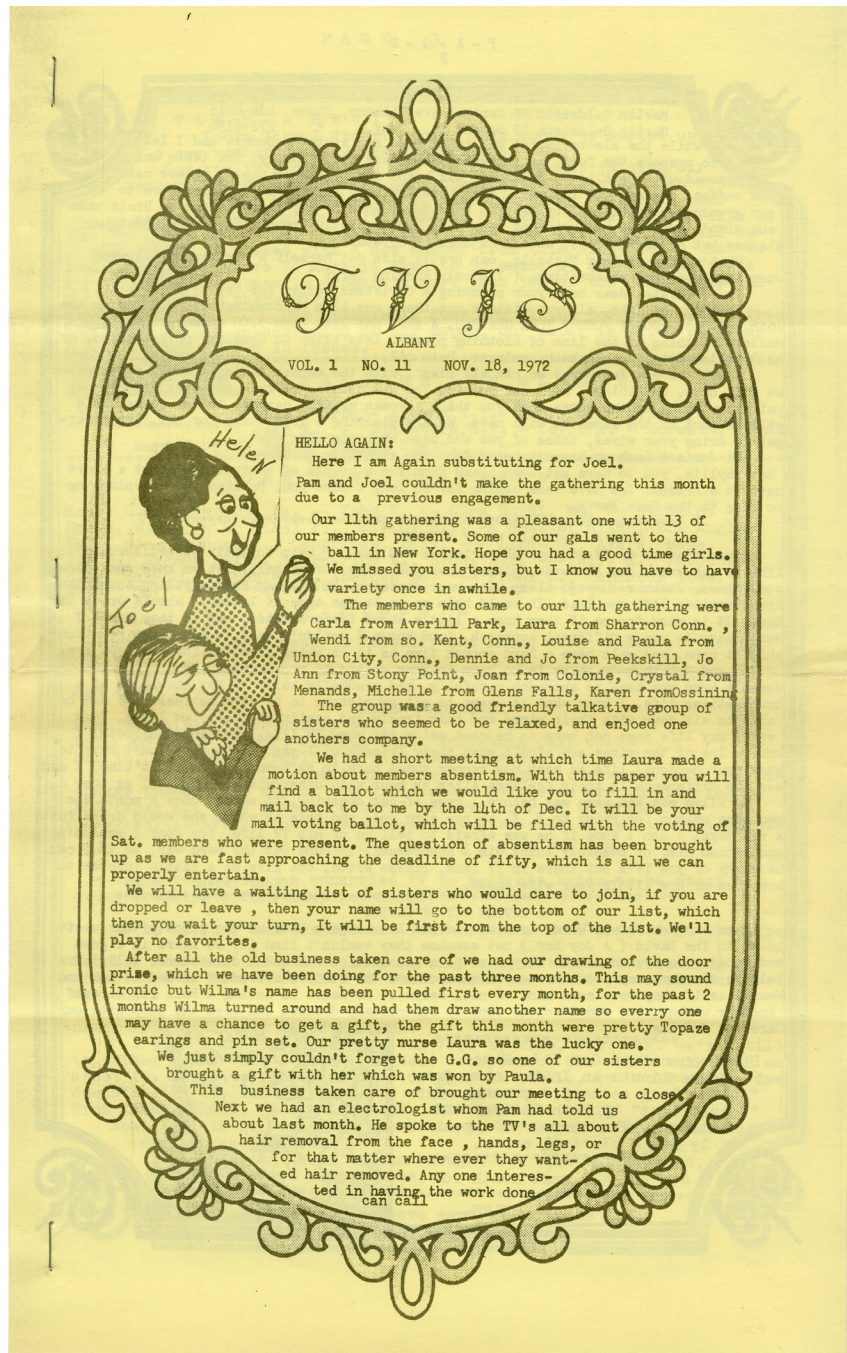 TVIS
ALBANY
VOL. 1 NO. 11 NOV. 18, 1972
Helen
Joel
HELLO AGAIN:
Here I am Again substituting for Joel.
Pam and Joel couldn't make the gathering this month
due to a previous engagement.
Our 11th gathering was a pleasant one with 13 of
our members present. Some of our gals went to the
ball in New York. Hope you had a good time girls.
We missed you sisters, but I know you have to have
variety once in awhile.
The members who came to our 11th gathering were
Carla from Averill Park, Laura from Sharron Conn. ,
Wendi from so. Kent, Conn., Louise and Paula from
Union City, Conn., Dennie and Jo from Peekskill, Jo
Ann from Stony Point, Joan from Colonie, Crystal from
Menands, Michelle from Glens Falls, Karen fromOssining
The group was a good friendly talkative group of
sisters who seemed to be relaxed, and enjoed one
anothers company.
We had a short meeting at which time Laura made a
motion about members absentism. With this paper you will
find a ballot which we would like you to fill in and
mail back to to me by the 14th of Dec. It will be your
mail voting ballot, which will be filed with the voting of
Sat. members who were present. The question of absentism has been brought
up as we are fast approaching the deadline of fifty, which is all we can
properly entertain.
We will have a waiting list of sisters who would care to join, if you are
dropped or leave , then your name will go to the bottom of our list, which
then you wait your turn, It will be first from the top of the list. We'll
play no favorites.
After all the old business taken care of we had our drawing of the door
prize, which we have been doing for the past three months. This may sound
ironic but Wilma's name has been pulled first every month, for the past 2
months Wilma turned around and had them draw another name so everry one
may have a chance to get a gift, the gift this month were pretty Topaze
earings and pin set. Our pretty nurse Laura was the lucky one.
We just simply couldn't forget the G.G. so one of our sisters
brought a gift with her which was won by Paula.
This business taken care of brought our meeting to a close.
Next we had an electrologist whom Pam had told us
about last month. He spoke to the TV's all about
hair removal from the face , hands, legs, or
for that matter where ever they want-
ed hair removed. Any one interes-
ted in having the work done
can call